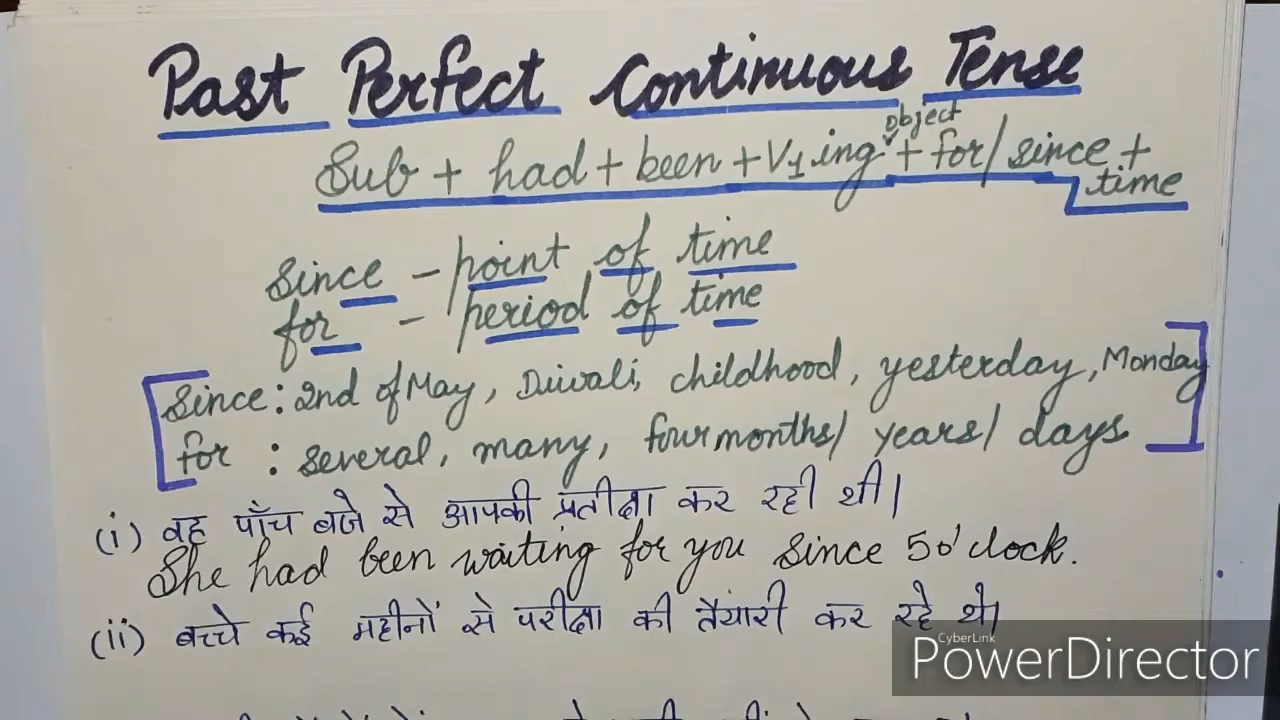 Past Perfect Continuous Tense
object
Sub + had + been + V1 ing + for/ since +
time
Since - point of time
for - period of time
Since: 2nd of May, Diwali, childhood, yesterday, Monday
for : several, many, four months/ years/ days
(i) वह पाँच बजे से आपकी प्रतीक्षा कर रही थी।
She had been waiting for you since 5 o'clock.
(ii) बच्चे कई महीनों से परीक्षा की तैयारी कर रहे थे।
CyberLink
PowerDirector